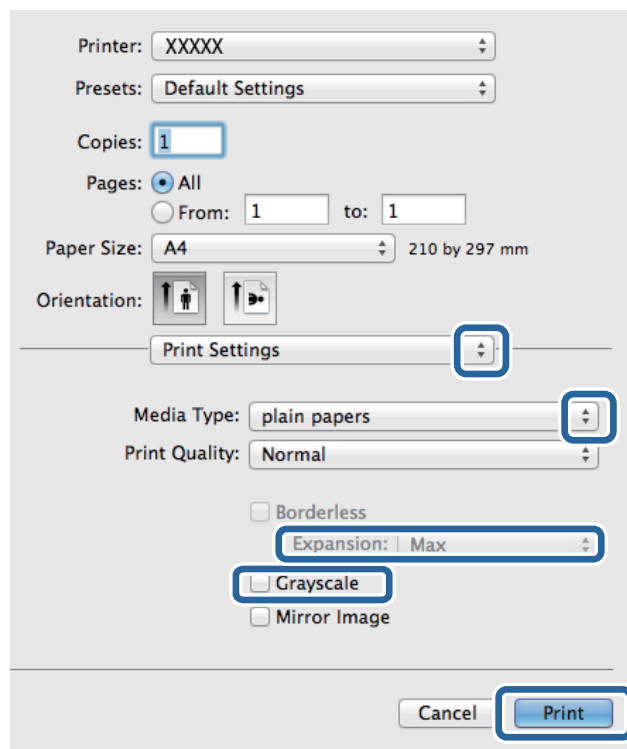 Printer: XXXXX
Presets: Default Settings
Copies: 1
Pages: All
From: 1 to: 1
Paper Size: A4 210 by 297 mm
Orientation:
Print Settings
Media Type: plain papers
Print Quality: Normal
Borderless
Expansion: Max
Grayscale
Mirror Image
Cancel Print